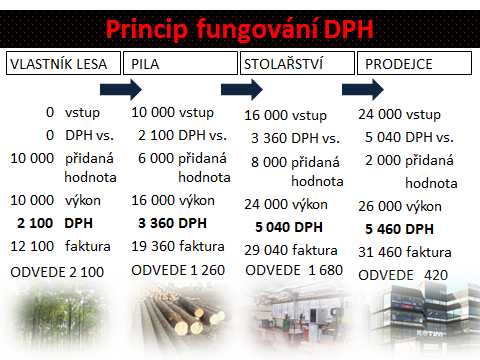 Princip fungování DPH
VLASTNÍK LESA
PILA
STOLAŘSTVÍ
PRODEJCE
0 vstup
0 DPH vs.
10 000 přidaná
hodnota
10 000 výkon
2 100 DPH
12 100 faktura
ODVEDE 2 100
10 000 vstup
2 100 DPH vs.
6 000 přidaná
hodnota
16 000 výkon
3 360 DPH
19 360 faktura
ODVEDE 1 260
16 000 vstup
3 360 DPH vs.
8 000 přidaná
hodnota
24 000 výkon
5 040 DPH
29 040 faktura
ODVEDE 1 680
24 000 vstup
5 040 DPH vs.
2 000 přidaná
hodnota
26 000 výkon
5 460 DPH
31 460 faktura
ODVEDE 420
KOTVA